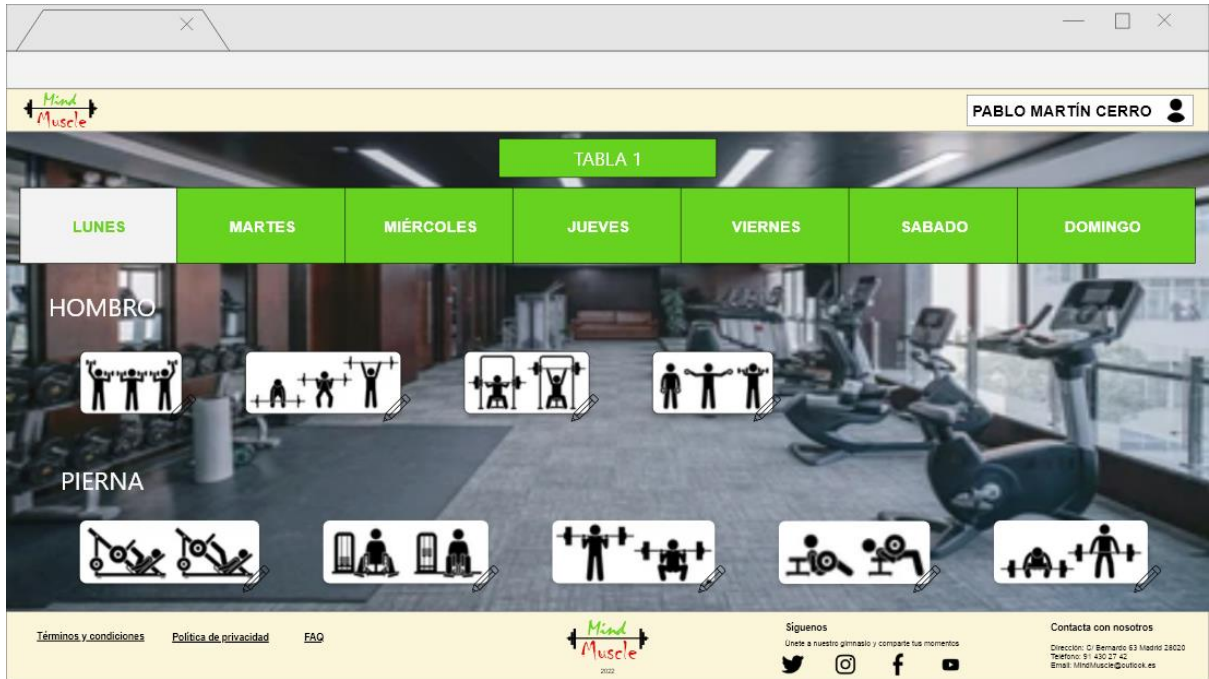 Mind
Muscle
PABLO MARTÍN CERRO
TABLA 1
LUNES MARTES MIÉRCOLES JUEVES VIERNES SABADO DOMINGO
HOMBRO
PIERNA
Términos y condiciones Política de privacidad FAQ
Mind
Muscle
2022
Siguenos
Únete a nuestro gimnasio y comparte tus momentos
Contacta con nosotros
Dirección: C/ Bernardo 53 Madrid 28020
Teléfono: 91 430 27 42
Email: MindMuscle@outlook.es